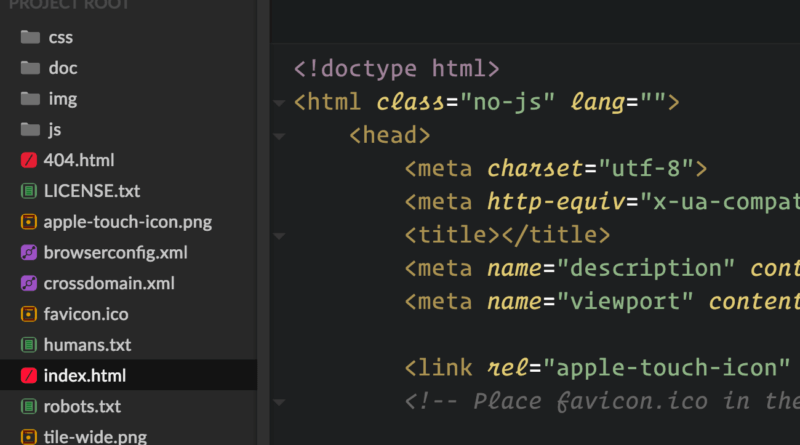 PROJECT ROOT
css
doc
img
js
404.html
LICENSE.txt
apple-touch-icon.png
browserconfig.xml
crossdomain.xml
favicon.ico
humans.txt
index.html
robots.txt
tile-wide.png
<!doctype html>
<html class="no-js" lang="">
<head>
<meta charset="utf-8">
<meta http-equiv="x-ua-compat
<title></title>
<meta name="description" cont
<meta name="viewport" content
<link rel="apple-touch-icon"
<!-- Place favicon.ico in the